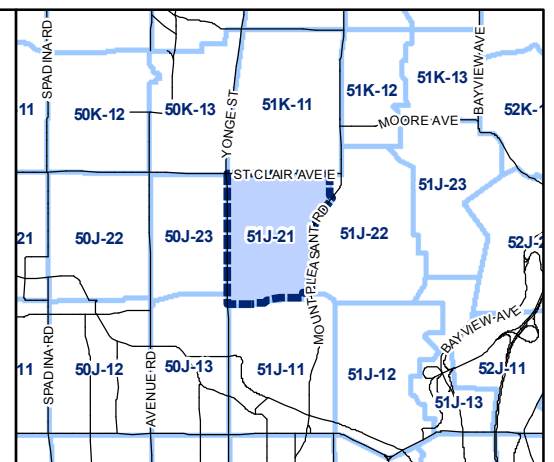 SPADINA RD
YONGE ST
BAYVIEW AVE
11
50K-12
50K-13
51K-11
51K-12
51K-13
52K-1
MOORE AVE
ST CLAIR AVE E
21
50J-22
50J-23
51J-21
MOUNT PLEASANT RD
51J-22
51J-23
52J-2
11
SPADINA RD
50J-12
AVENUE RD
50J-13
51J-11
51J-12
BAYVIEW AVE
51J-13
52J-11